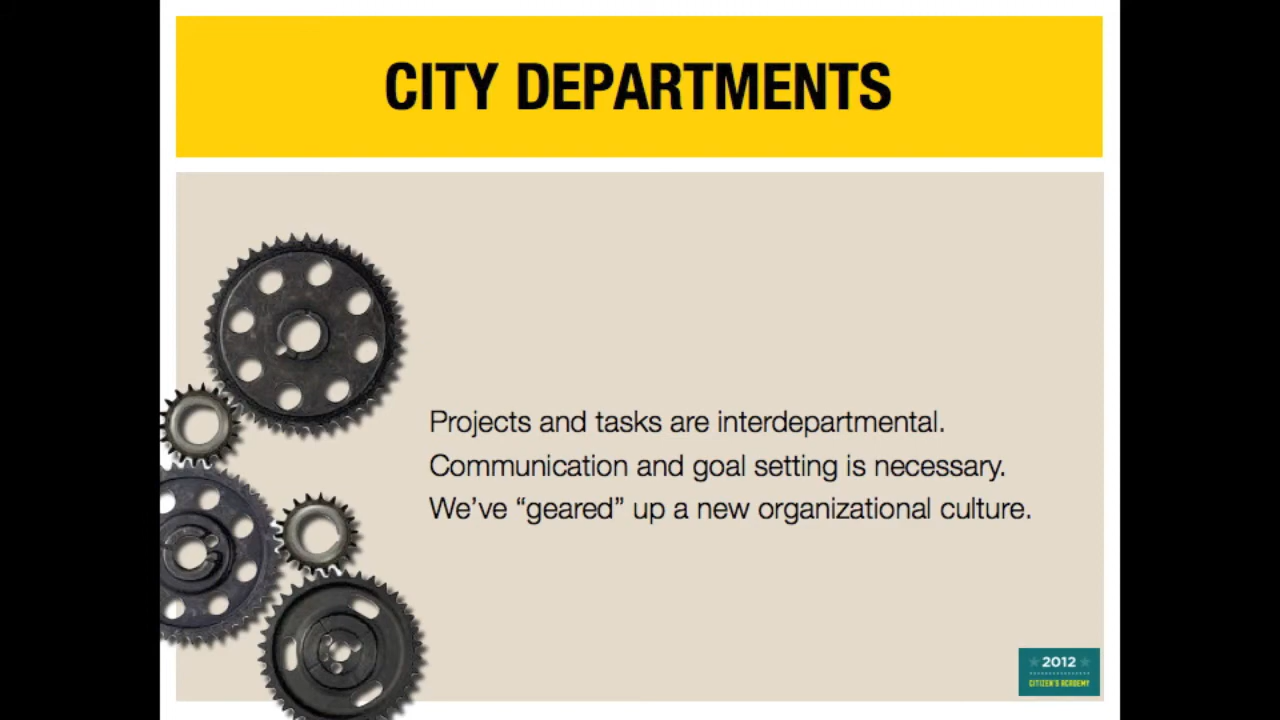 CITY DEPARTMENTS
Projects and tasks are interdepartmental.
Communication and goal setting is necessary.
We’ve “geared” up a new organizational culture.
2012
CITIZEN'S ACADEMY